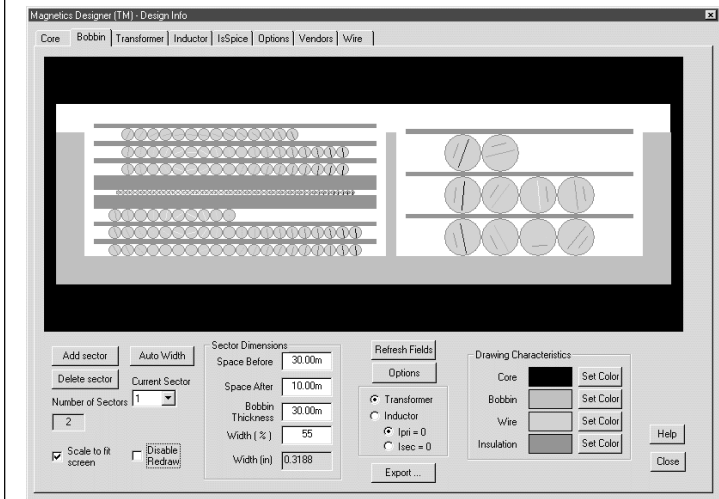 Magnetics Designer (TM) - Design Info
Core Bobbin Transformer Inductor IsSpice Options Vendors Wire
Add sector Auto Width
Delete sector Current Sector
Number of Sectors 1
2
Scale to fit screen
Disable Redraw
Sector Dimensions
Space Before 30.00m
Space After 10.00m
Bobbin Thickness 30.00m
Width ( % ) 55
Width (in) 0.3188
Refresh Fields
Options
Transformer
Inductor
Ipri = 0
Isec = 0
Export ...
Drawing Characteristics
Core Set Color
Bobbin Set Color
Wire Set Color
Insulation Set Color
Help
Close